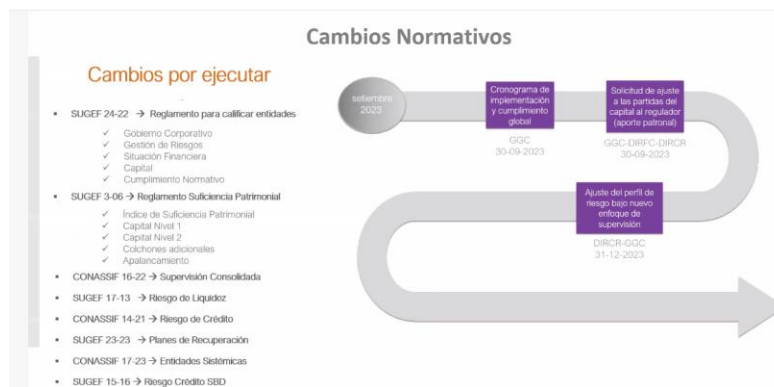 Cambios Normativos
Cambios por ejecutar
SUGEF 24-22 → Reglamento para calificar entidades
✓ Gobierno Corporativo
✓ Gestión de Riesgos
✓ Situación Financiera
✓ Capital
✓ Cumplimiento Normativo
SUGEF 3-06 → Reglamento Suficiencia Patrimonial
✓ Índice de Suficiencia Patrimonial
✓ Capital Nivel 1
✓ Capital Nivel 2
✓ Colchones adicionales
✓ Apalancamiento
CONASSIF 16-22 → Supervisión Consolidada
SUGEF 17-13 → Riesgo de Liquidez
CONASSIF 14-21 → Riesgo de Crédito
SUGEF 23-23 → Planes de Recuperación
CONASSIF 17-23 → Entidades Sistémicas
SUGEF 15-16 → Riesgo Crédito SBD
setiembre
2023
Cronograma de
implementación
y cumplimiento
global
GGC
30-09-2023
Solicitud de ajuste
a las partidas del
capital al regulador
(aporte patronal)
GGC-DIRFC-DIRCR
30-09-2023
Ajuste del perfil de
riesgo bajo nuevo
enfoque de
supervisión
DIRCR-GGC
31-12-2023